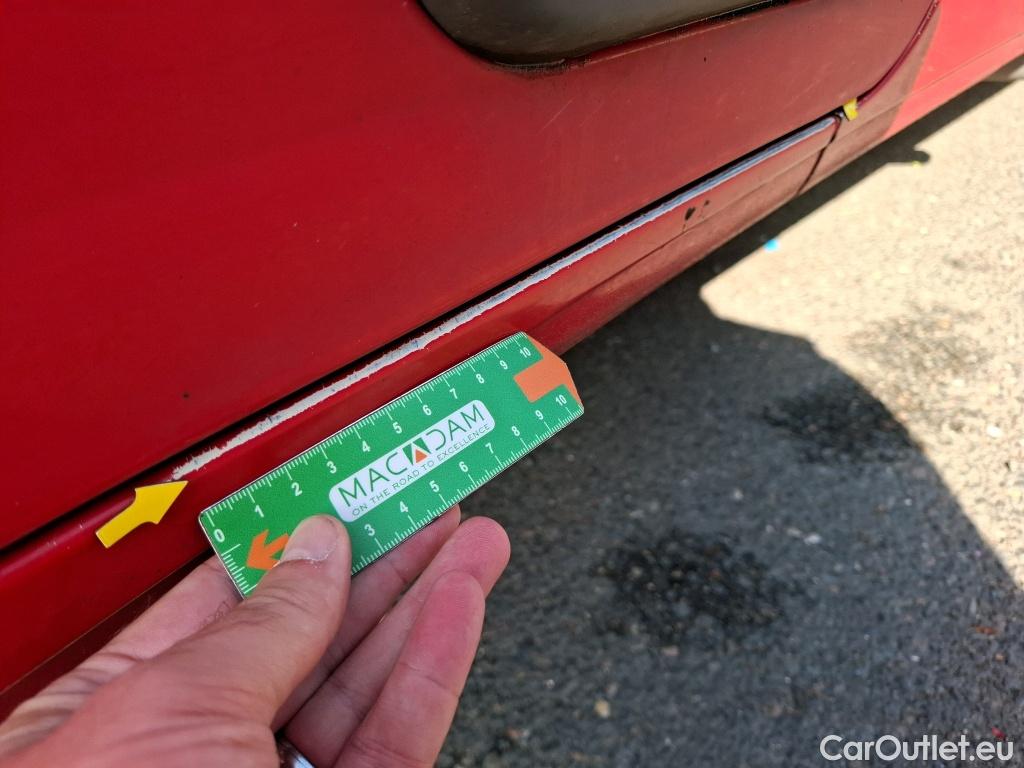 0 1 2 3 4 5 6 7 8 9 10
MACADAM
ON THE ROAD TO EXCELLENCE
3 4 5 6 7 8 9 10
CarOutlet.eu